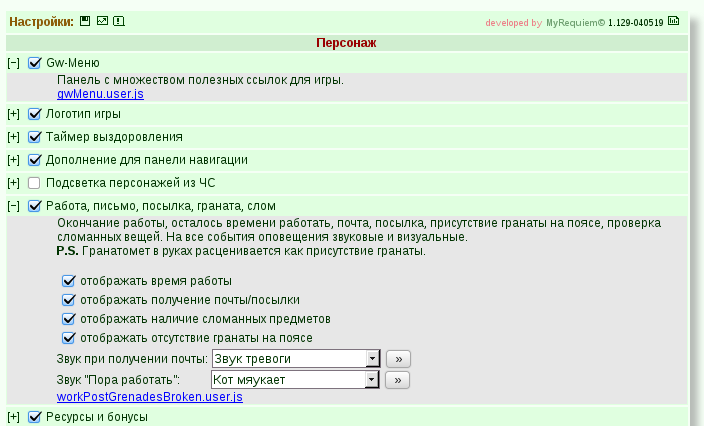 Настройки:
developed by MyRequiem© 1.129-040519
Персонаж
[−] Gw-Меню
Панель с множеством полезных ссылок для игры.
gwMenu.user.js
[+] Логотип игры
[+] Таймер выздоровления
[+] Дополнение для панели навигации
[+] Подсветка персонажей из ЧС
[−] Работа, письмо, посылка, граната, слом
Окончание работы, осталось времени работать, почта, посылка, присутствие гранаты на поясе, проверка
сломанных вещей. На все события оповещения звуковые и визуальные.
P.S. Гранатомет в руках расценивается как присутствие гранаты.
отображать время работы
отображать получение почты/посылки
отображать наличие сломанных предметов
отображать отсутствие гранаты на поясе
Звук при получении почты: Звук тревоги »
Звук "Пора работать": Кот мяукает »
workPostGrenadesBroken.user.js
[+] Ресурсы и бонусы